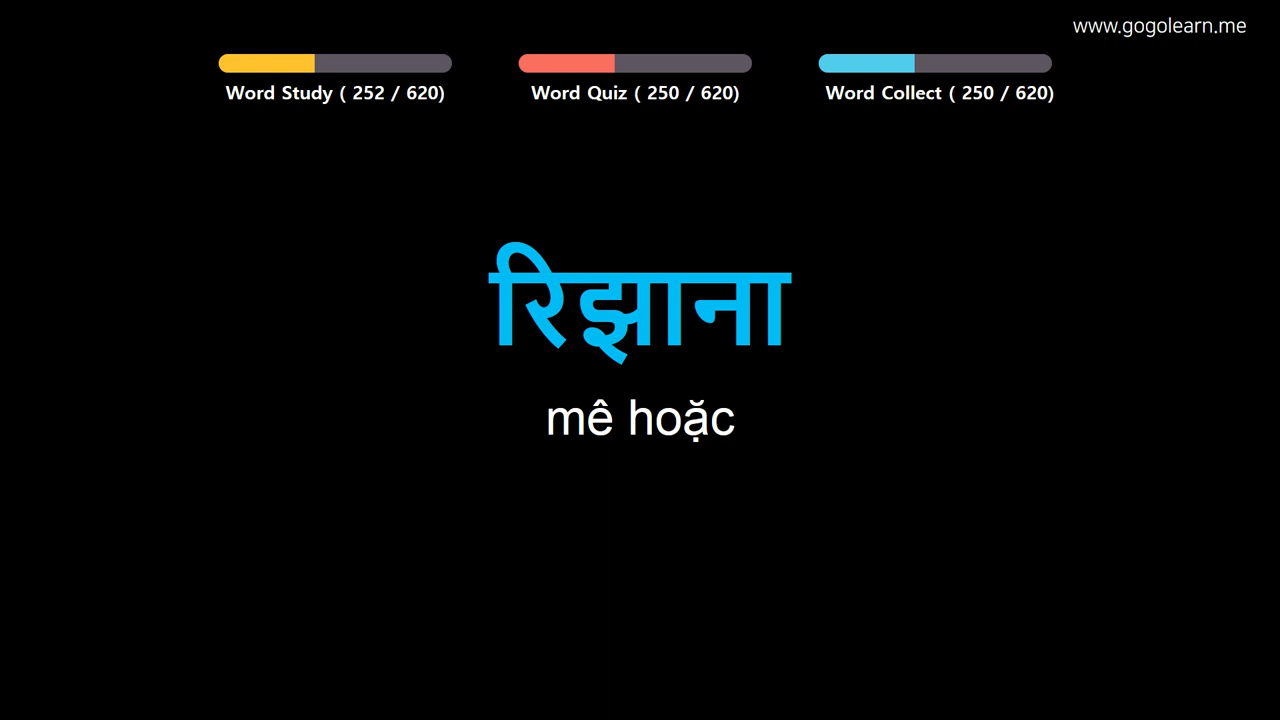 www.gogolearn.me
Word Study ( 252 / 620)
Word Quiz ( 250 / 620)
Word Collect ( 250 / 620)
रिझाना
mê hoặc